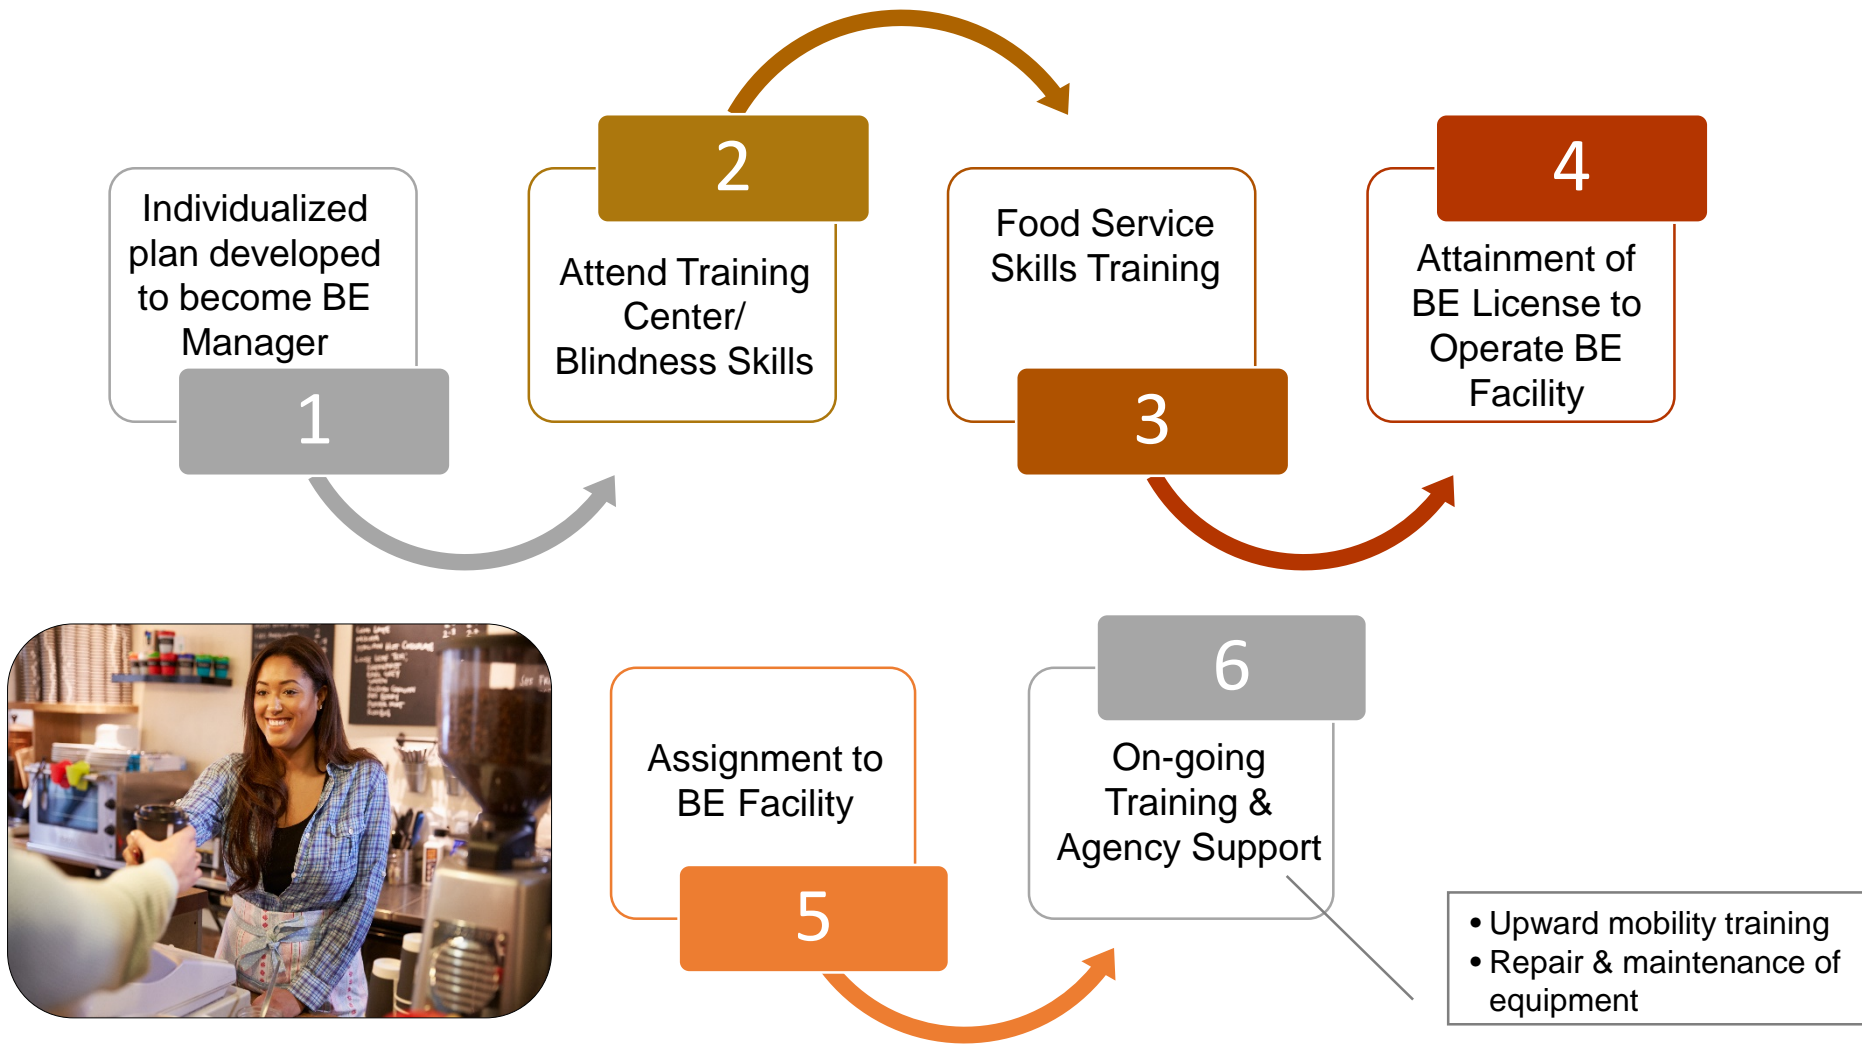 Individualized
plan developed
to become BE
Manager
1
2
Attend Training
Center/
Blindness Skills
Food Service
Skills Training
3
4
Attainment of
BE License to
Operate BE
Facility
Assignment to
BE Facility
5
6
On-going
Training &
Agency Support
• Upward mobility training
• Repair & maintenance of
equipment